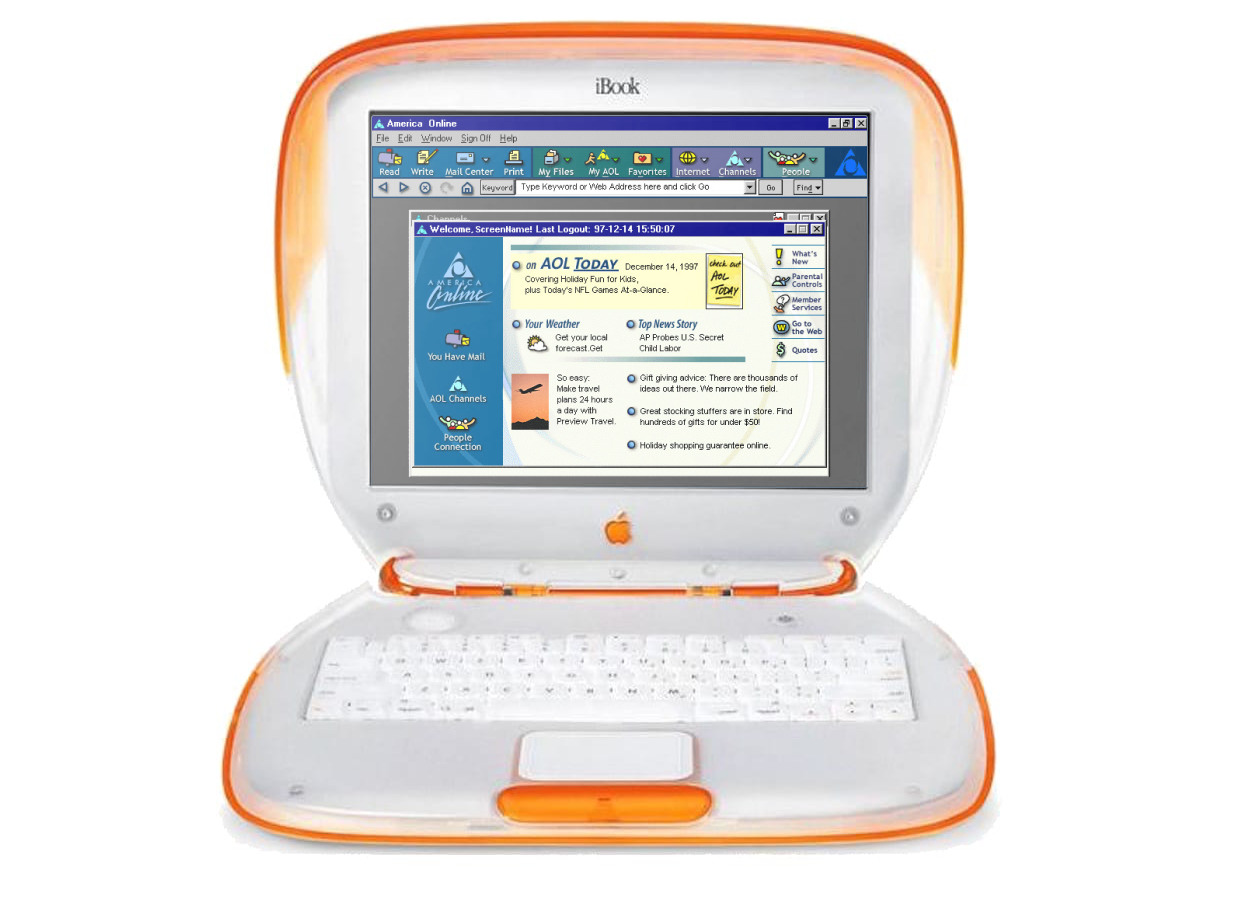 iBook
America Online
File Edit Window Sign Off Help
Read Write Mail Center Print My Files My AOL Favorites Internet Channels People
Keyword Type Keyword or Web Address here and click Go Go Find
Channels
Welcome, ScreenName! Last Logout: 97-12-14 15:50:07
AMERICA
Online
You Have Mail
AOL Channels
People
Connection
on AOL TODAY December 14, 1997
Covering Holiday Fun for Kids,
plus Today's NFL Games At-a-Glance.
check out
AOL
TODAY
Your Weather
Get your local
forecast.Get
Top News Story
AP Probes U.S. Secret
Child Labor
So easy:
Make travel
plans 24 hours
a day with
Preview Travel.
Gift giving advice: There are thousands of
ideas out there. We narrow the field.
Great stocking stuffers are in store. Find
hundreds of gifts for under $50!
Holiday shopping guarantee online.
What's
New
Parental
Controls
Member
Services
Go to
the Web
Quotes